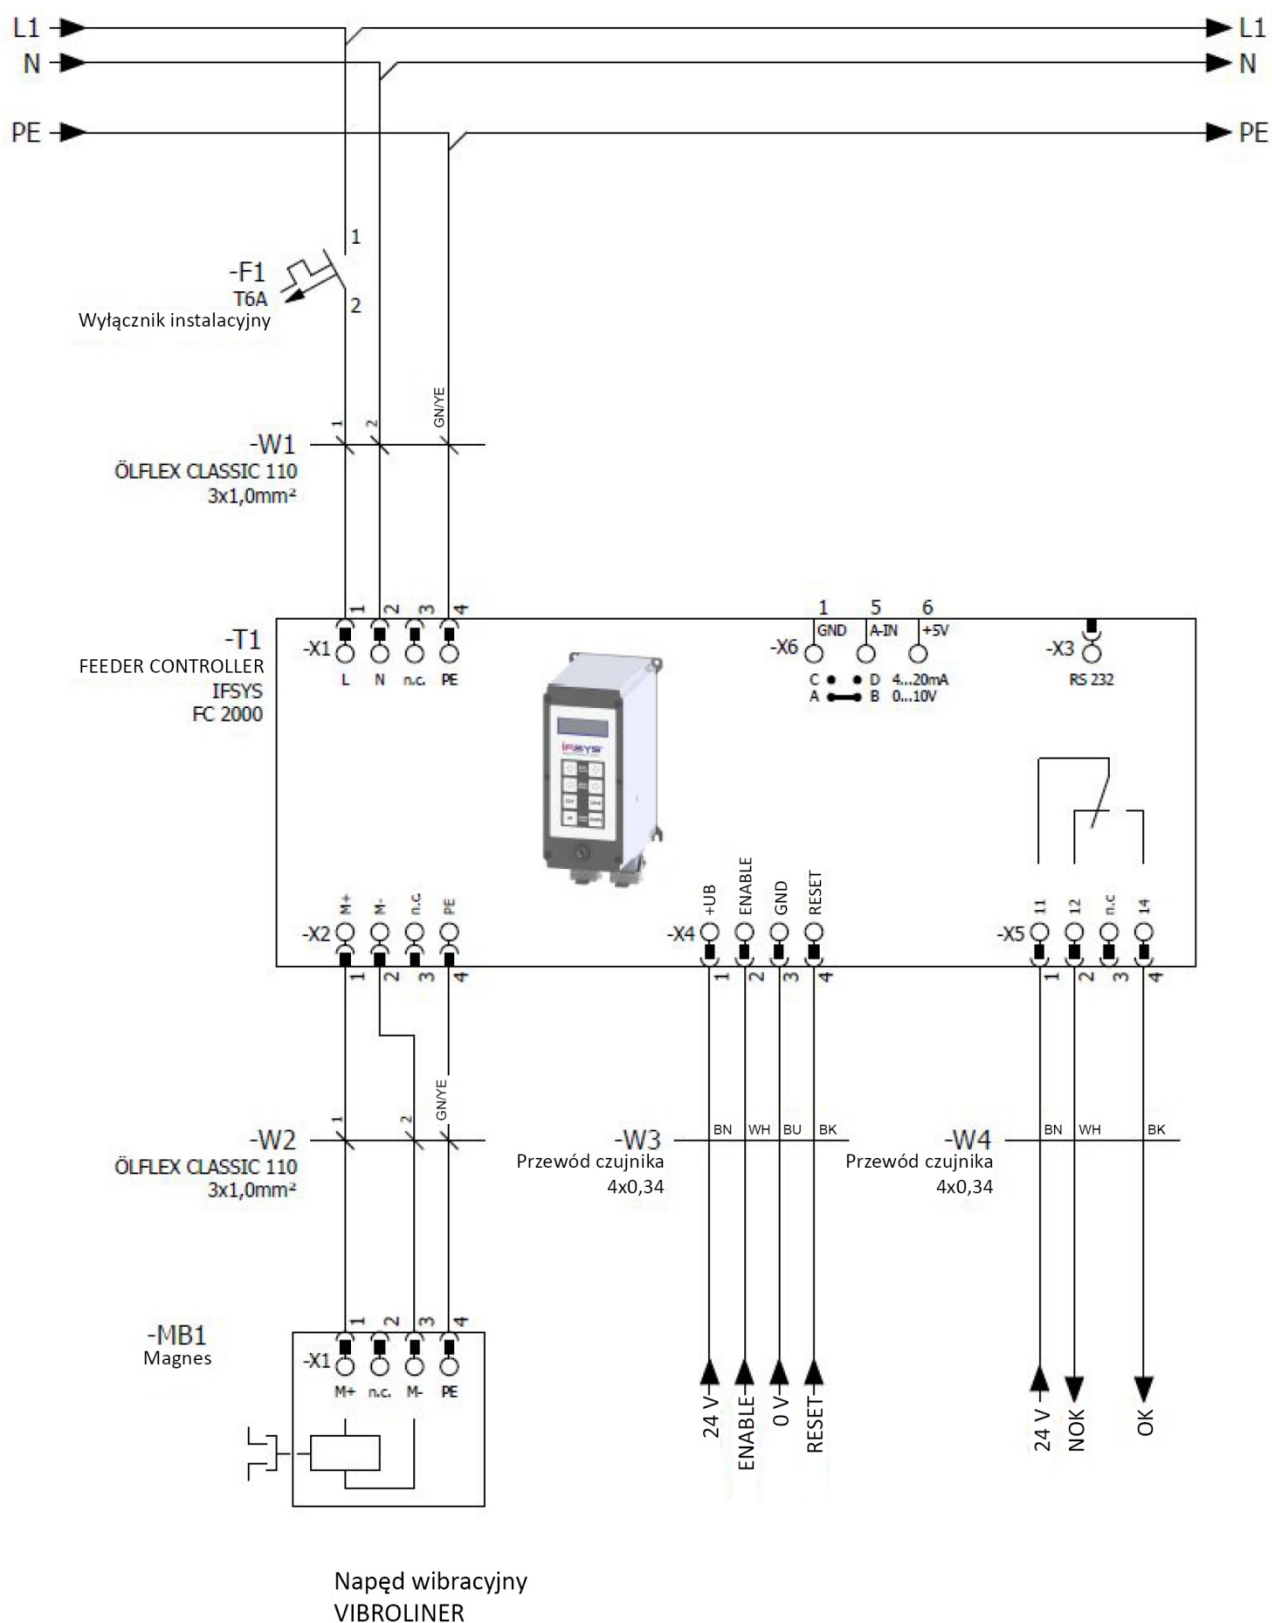 L1 L1
N N
PE PE
1
-F1
T6A
2
Wyłącznik instalacyjny
1 2 GN/YE
-W1
ÖLFLEX CLASSIC 110
3x1,0mm²
1 2 3 4
-T1
FEEDER CONTROLLER
IFSYS
FC 2000
-X1
L N n.c. PE
1 5 6
GND A-IN +5V
-X6
C D 4...20mA
A B 0...10V
-X3
RS 232
IFSYS
M+ M- n.c. PE
-X2
1 2 3 4
+UB ENABLE GND RESET
-X4
1 2 3 4
11 12 n.c 14
-X5
1 2 3 4
1 2 GN/YE
-W2
ÖLFLEX CLASSIC 110
3x1,0mm²
BN WH BU BK
-W3
Przewód czujnika
4x0,34
BN WH BK
-W4
Przewód czujnika
4x0,34
1 2 3 4
-MB1
Magnes
-X1
M+ n.c. M- PE
24 V ENABLE 0 V RESET
24 V NOK OK
Napęd wibracyjny
VIBROLINER